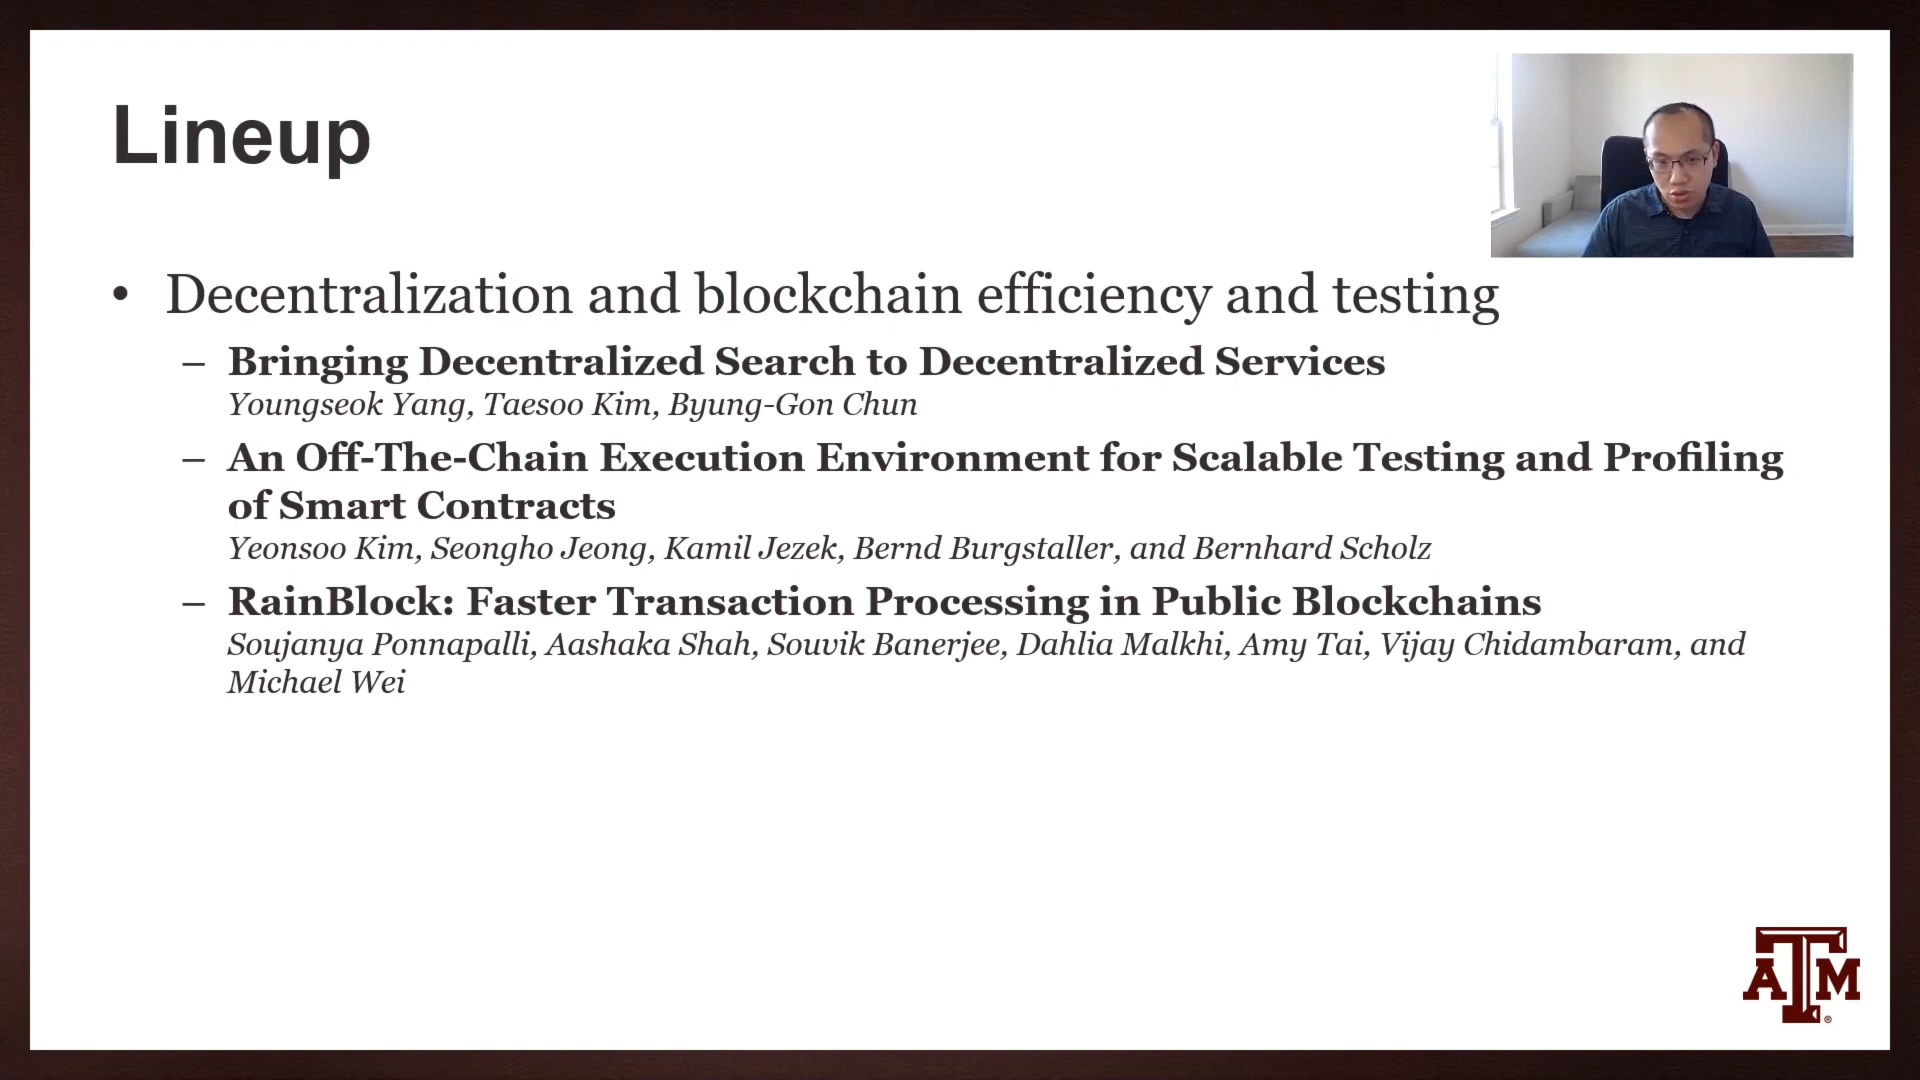 Lineup
• Decentralization and blockchain efficiency and testing
– Bringing Decentralized Search to Decentralized Services
Youngseok Yang, Taesoo Kim, Byung-Gon Chun
– An Off-The-Chain Execution Environment for Scalable Testing and Profiling
of Smart Contracts
Yeonsoo Kim, Seongho Jeong, Kamil Jezek, Bernd Burgstaller, and Bernhard Scholz
– RainBlock: Faster Transaction Processing in Public Blockchains
Soujanya Ponnapalli, Aashaka Shah, Souvik Banerjee, Dahlia Malkhi, Amy Tai, Vijay Chidambaram, and
Michael Wei
ATM®